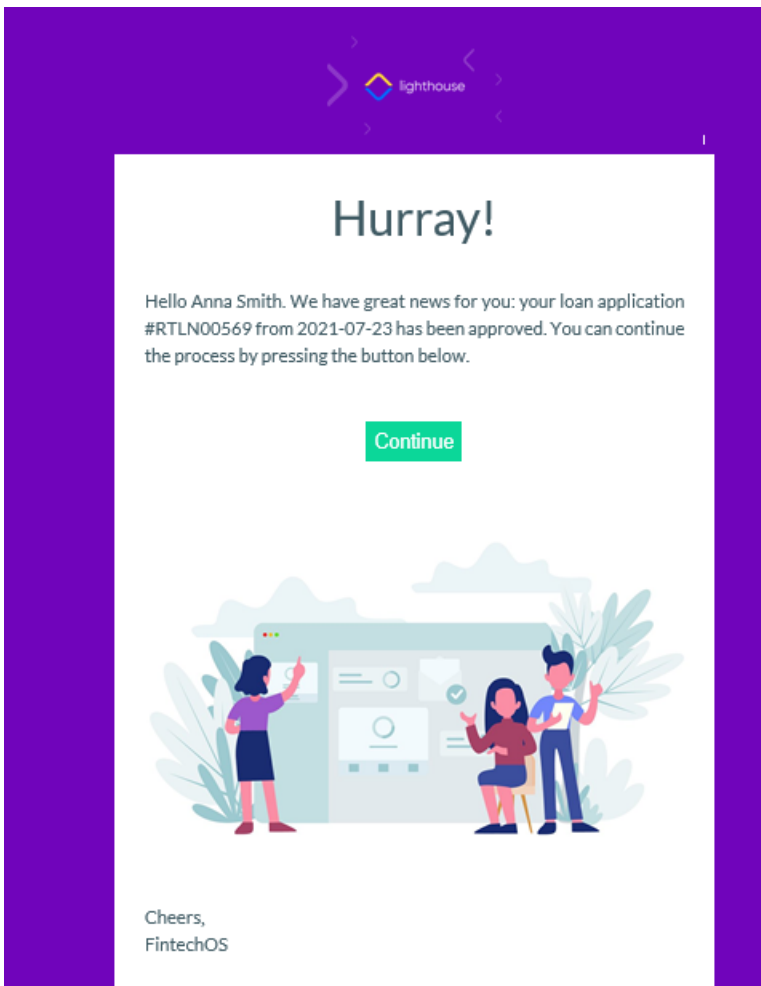 lighthouse
Hurray!
Hello Anna Smith. We have great news for you: your loan application
#RTLN00569 from 2021-07-23 has been approved. You can continue
the process by pressing the button below.
Continue
Cheers,
FintechOS